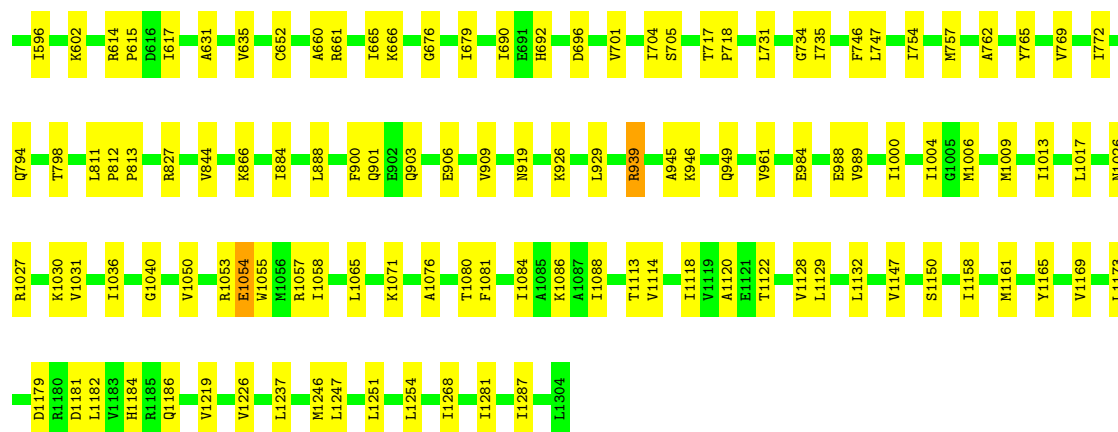 I596 K602 R614 P615 D616 I617 A631 V635 C652 A660 R661 I665 K666 G676 I679 I690 E691 H692 D696 V701 I704 S705 T717 P718 L731 G734 I735 F746 L747 I754 M757 A762 Y765 V769 I772
Q794 T798 L811 P812 P813 R827 V844 K866 I884 L888 F900 Q901 E902 Q903 E906 V909 N919 K926 L929 R939 A945 K946 Q949 V961 E984 E988 V989 I1000 I1004 G1005 M1006 M1009 I1013 L1017 N1026
R1027 K1030 V1031 I1036 G1040 V1050 R1053 E1054 W1055 M1056 R1057 I1058 L1065 K1071 A1076 T1080 F1081 I1084 A1085 K1086 A1087 I1088 T1113 V1114 I1118 V1119 A1120 E1121 T1122 V1128 L1129 L1132 V1147 S1150 I1158 M1161 Y1165 V1169 L1173
D1179 R1180 D1181 L1182 V1183 H1184 R1185 Q1186 V1219 V1226 L1237 M1246 L1247 L1251 L1254 I1268 I1281 I1287 L1304